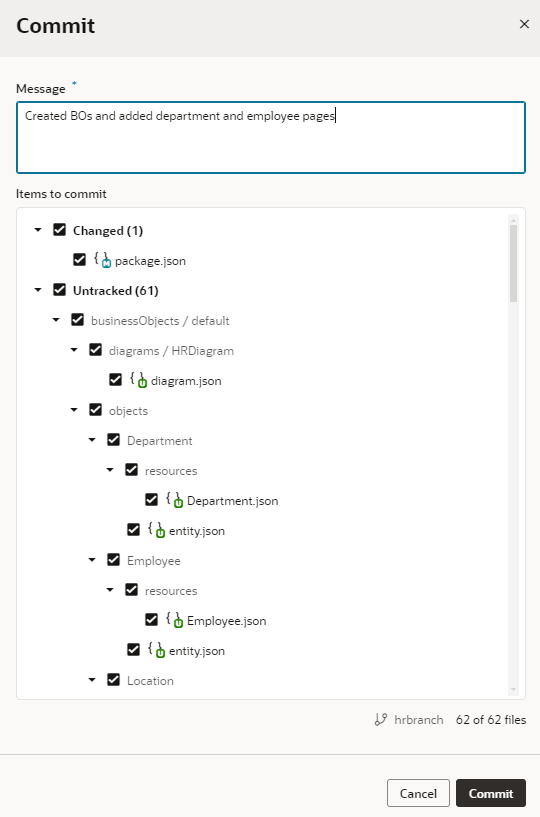 Commit
Message *
Created BOs and added department and employee pages
Items to commit
Changed (1)
{ } M package.json
Untracked (61)
businessObjects / default
diagrams / HRDiagram
{ } U diagram.json
objects
Department
resources
{ } U Department.json
{ } U entity.json
Employee
resources
{ } U Employee.json
{ } U entity.json
Location
hrbranch 62 of 62 files
Cancel Commit